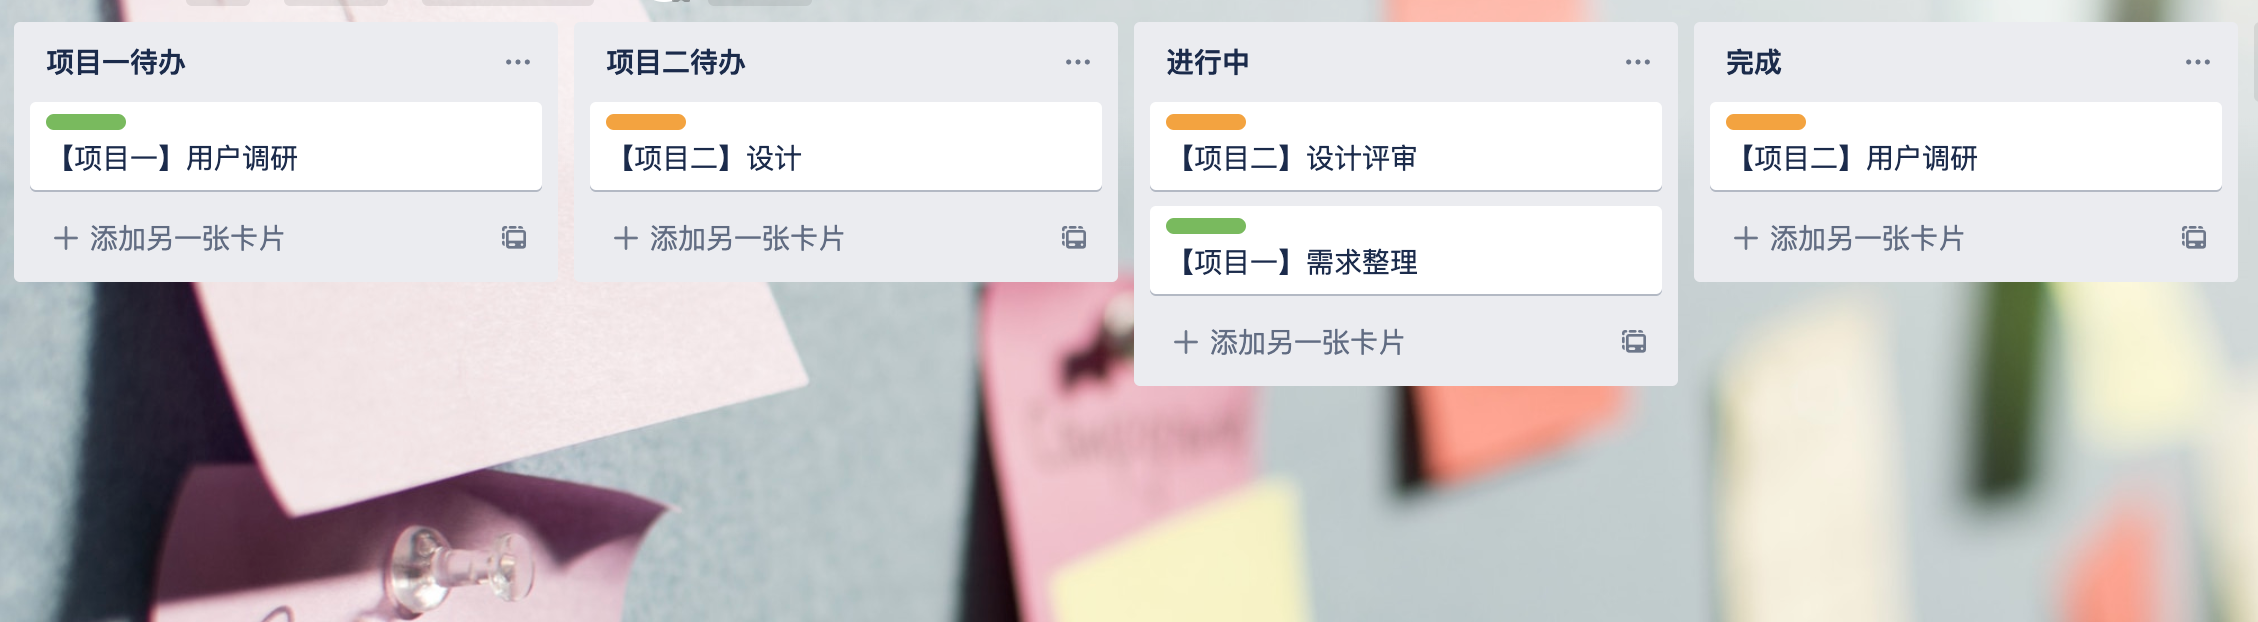 项目一待办
【项目一】用户调研
添加另一张卡片
项目二待办
【项目二】设计
添加另一张卡片
进行中
【项目二】设计评审
【项目一】需求整理
添加另一张卡片
完成
【项目二】用户调研
添加另一张卡片